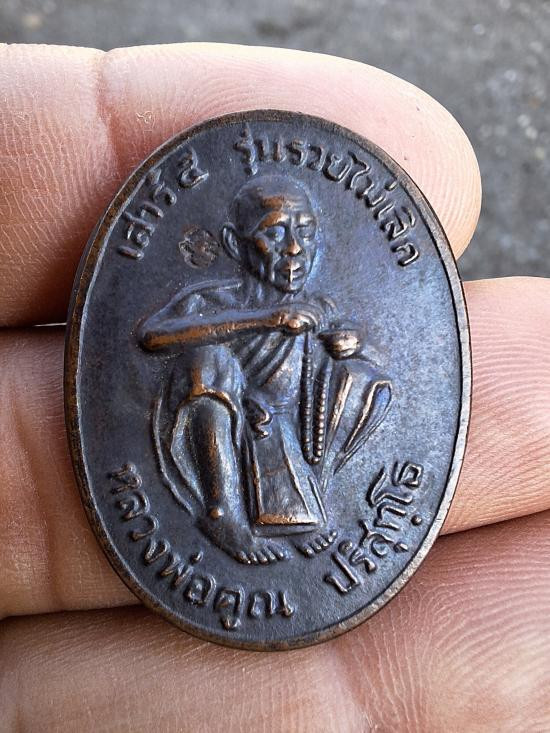 เสาร์ ๕ รุ่นรวยไม่เลิก
หลวงพ่อคูณ ปริสุทฺโธ